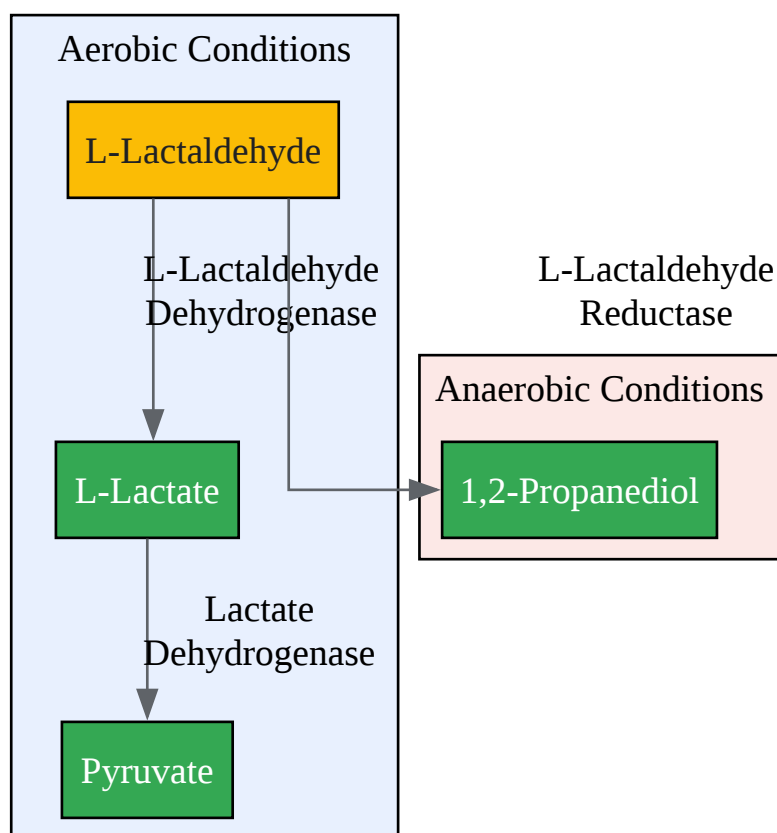 Aerobic Conditions
L-Lactaldehyde
L-Lactaldehyde
Dehydrogenase
L-Lactaldehyde
Reductase
Anaerobic Conditions
L-Lactate
1,2-Propanediol
Lactate
Dehydrogenase
Pyruvate